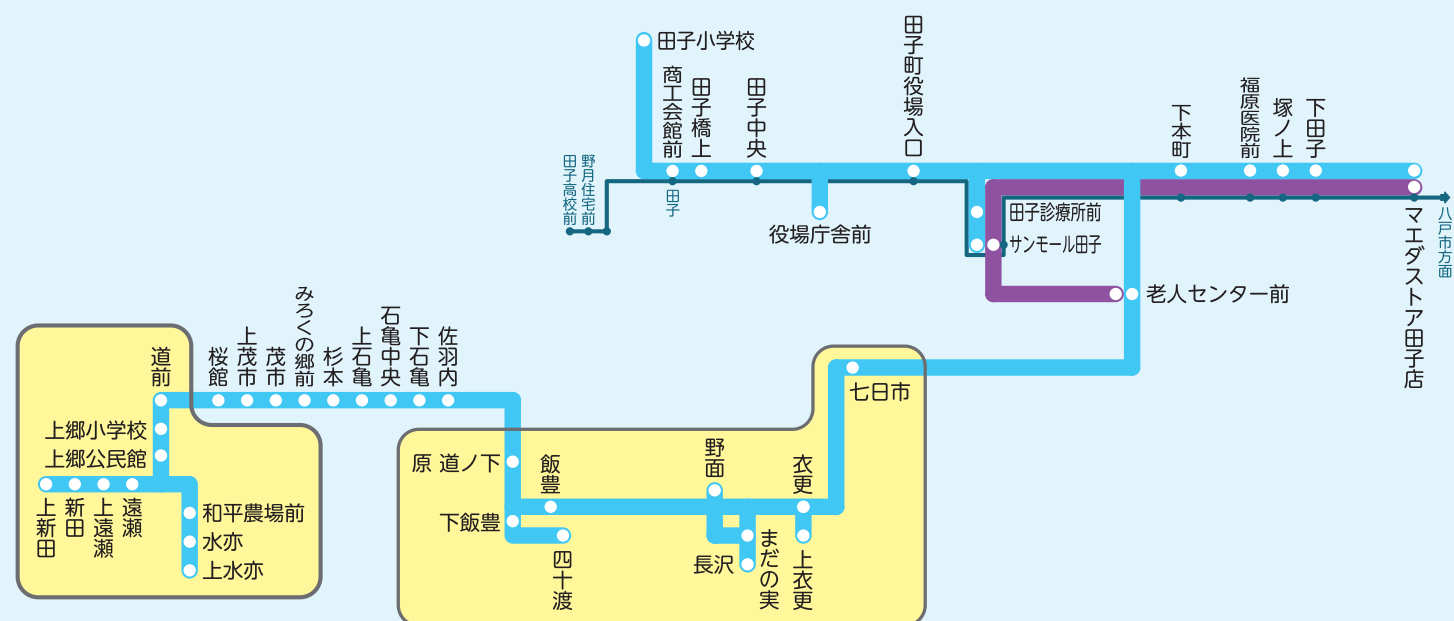 田子小学校
商工会館前
田子橋上
田子中央
田子町役場入口
下本町
福原医院前
塚ノ上
下田子
田子高校前
野月住宅前
田子
役場庁舎前
田子診療所前
サンモール田子
マエダストア田子店
八戸市方面
老人センター前
道前
桜館
上茂市
茂市
みろくの郷前
杉本
上石亀
石亀中央
下石亀
佐羽内
七日市
上郷小学校
上郷公民館
上新田
新田
上遠瀬
遠瀬
和平農場前
水亦
上水亦
原 道ノ下
飯豊
野面
衣更
下飯豊
四十渡
長沢
まだの実
上衣更